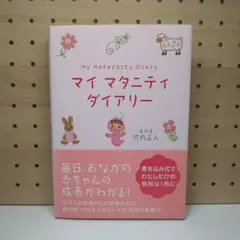 My Maternity Diary
マイ マタニティ
ダイアリー
竹内正人
毎日、おなかの
赤ちゃんの
成長がわかる!
書き込み式で
わたしだけの
特別な1冊に